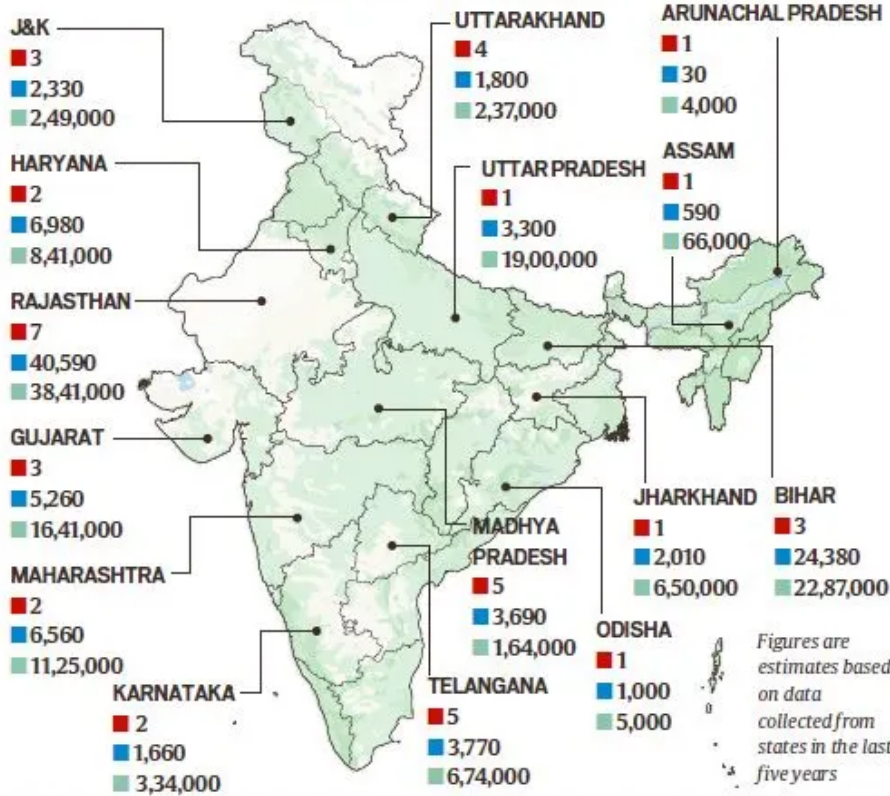 J&K
3
2,330
2,49,000
HARYANA
2
6,980
8,41,000
RAJASTHAN
7
40,590
38,41,000
GUJARAT
3
5,260
16,41,000
MAHARASHTRA
2
6,560
11,25,000
KARNATAKA
2
1,660
3,34,000
UTTARAKHAND
4
1,800
2,37,000
UTTAR PRADESH
1
3,300
19,00,000
ARUNACHAL PRADESH
1
30
4,000
ASSAM
1
590
66,000
MADHYA
PRADESH
5
3,690
1,64,000
TELANGANA
5
3,770
6,74,000
ODISHA
1
1,000
5,000
JHARKHAND
1
2,010
6,50,000
BIHAR
3
24,380
22,87,000
Figures are
estimates based
on data
collected from
states in the last
five years